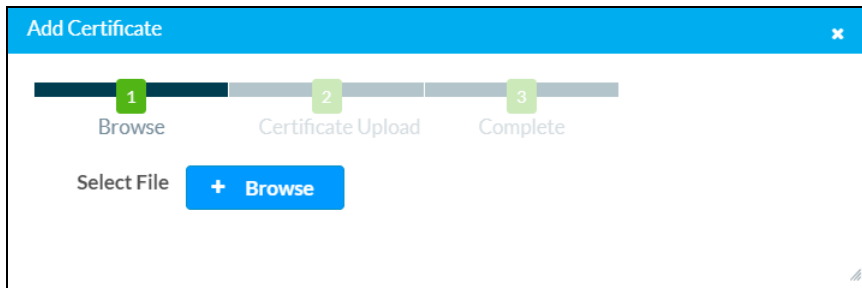 Add Certificate
1 2 3
Browse Certificate Upload Complete
Select File + Browse